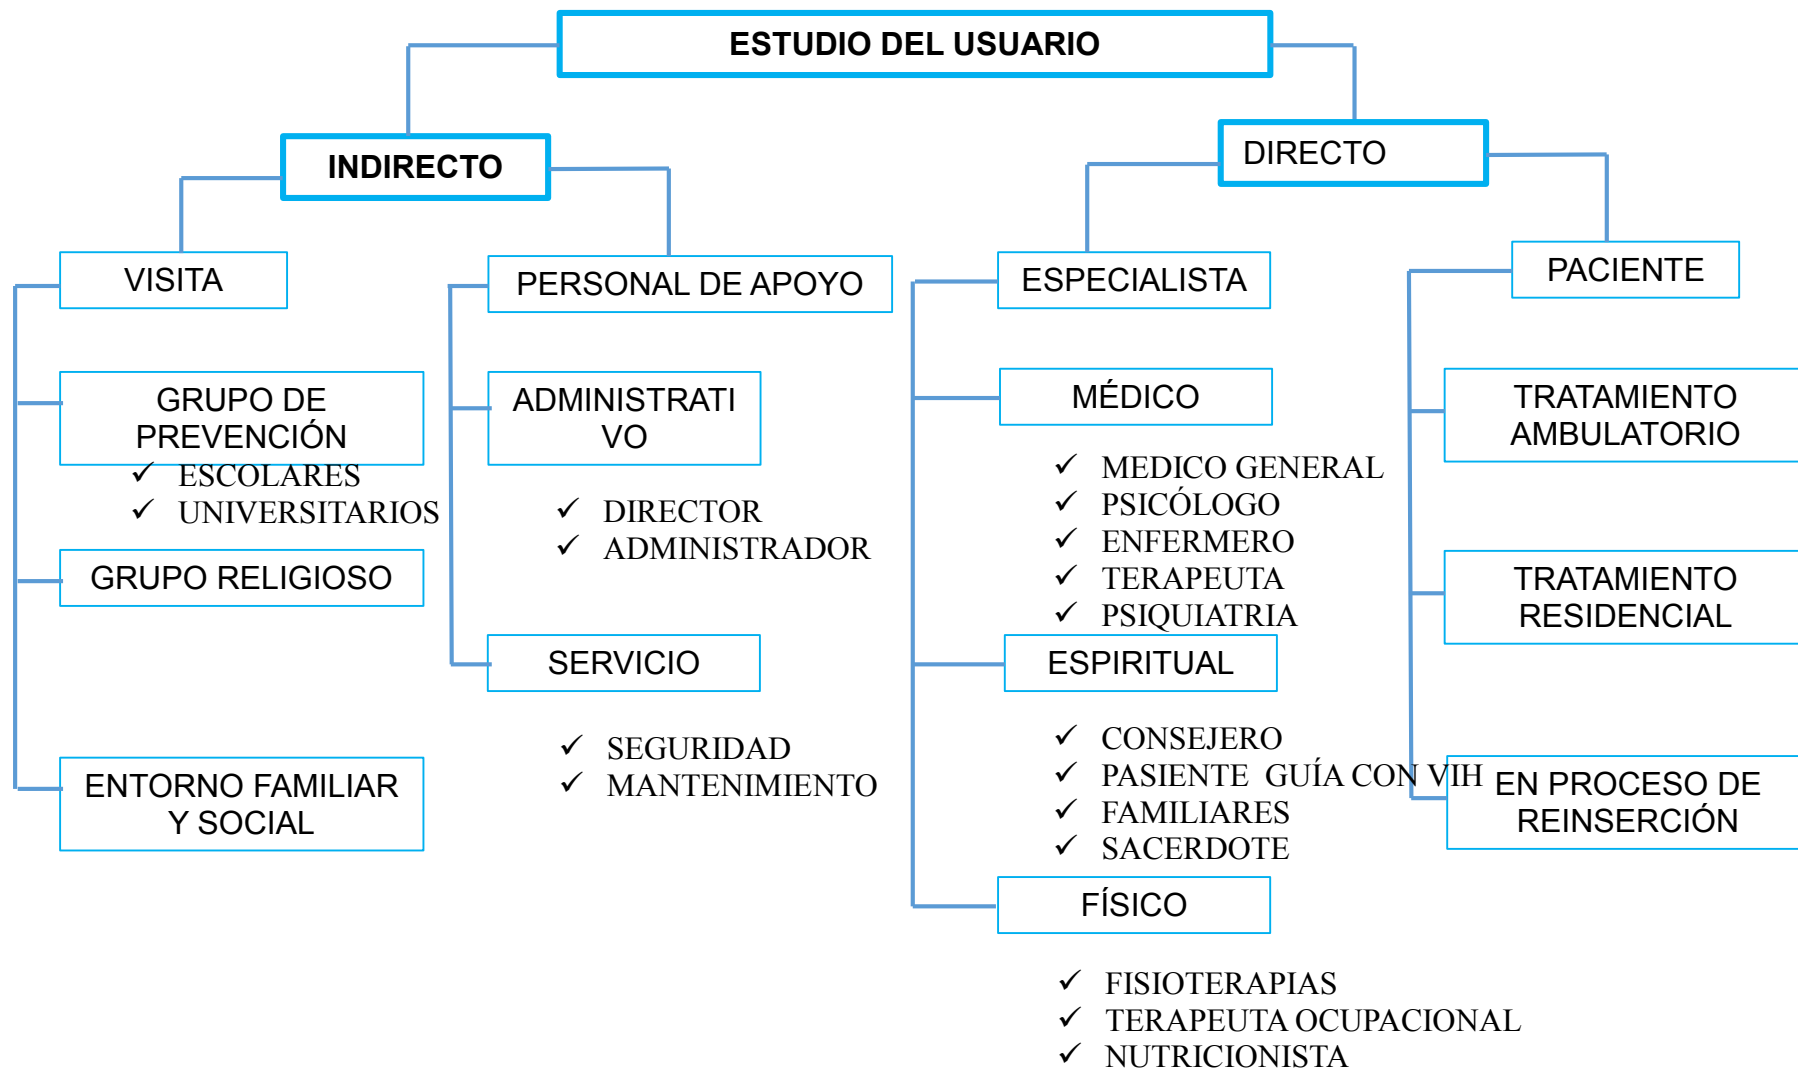 ESTUDIO DEL USUARIO
INDIRECTO
DIRECTO
VISITA
GRUPO DE
PREVENCIÓN
✓ ESCOLARES
✓ UNIVERSITARIOS
GRUPO RELIGIOSO
ENTORNO FAMILIAR
Y SOCIAL
PERSONAL DE APOYO
ADMINISTRATI
VO
✓ DIRECTOR
✓ ADMINISTRADOR
SERVICIO
✓ SEGURIDAD
✓ MANTENIMIENTO
ESPECIALISTA
MÉDICO
✓ MEDICO GENERAL
✓ PSICÓLOGO
✓ ENFERMERO
✓ TERAPEUTA
✓ PSIQUIATRIA
ESPIRITUAL
✓ CONSEJERO
✓ PASIENTE GUÍA CON VIH
✓ FAMILIARES
✓ SACERDOTE
FÍSICO
✓ FISIOTERAPIAS
✓ TERAPEUTA OCUPACIONAL
✓ NUTRICIONISTA
PACIENTE
TRATAMIENTO
AMBULATORIO
TRATAMIENTO
RESIDENCIAL
EN PROCESO DE
REINSERCIÓN